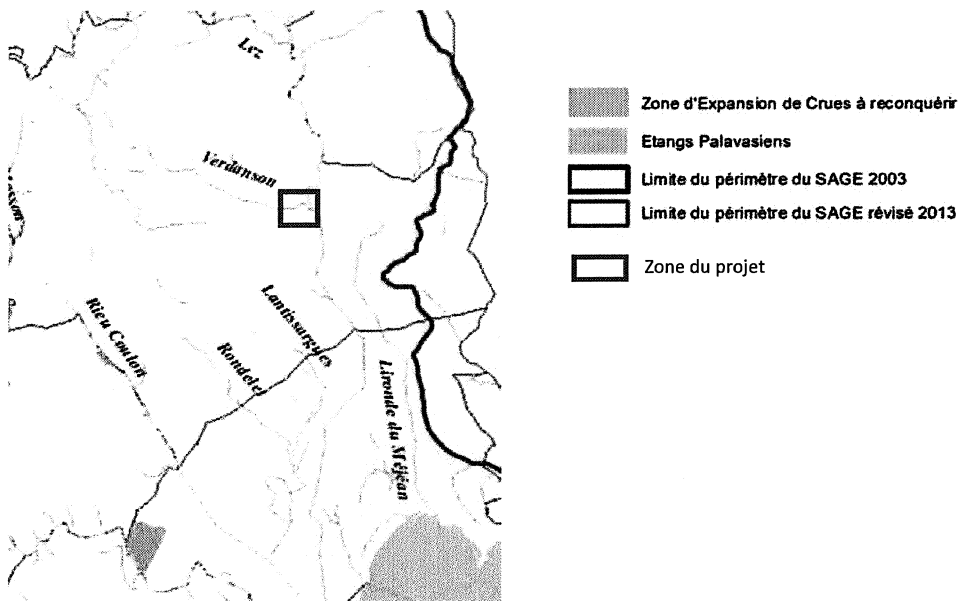 Lez
Verdanson
Rieu Coulon
Lantissargues
Rondelet
Lironde du Méjéan
Zone d'Expansion de Crues à reconquérir
Etangs Palavasiens
Limite du périmètre du SAGE 2003
Limite du périmètre du SAGE révisé 2013
Zone du projet